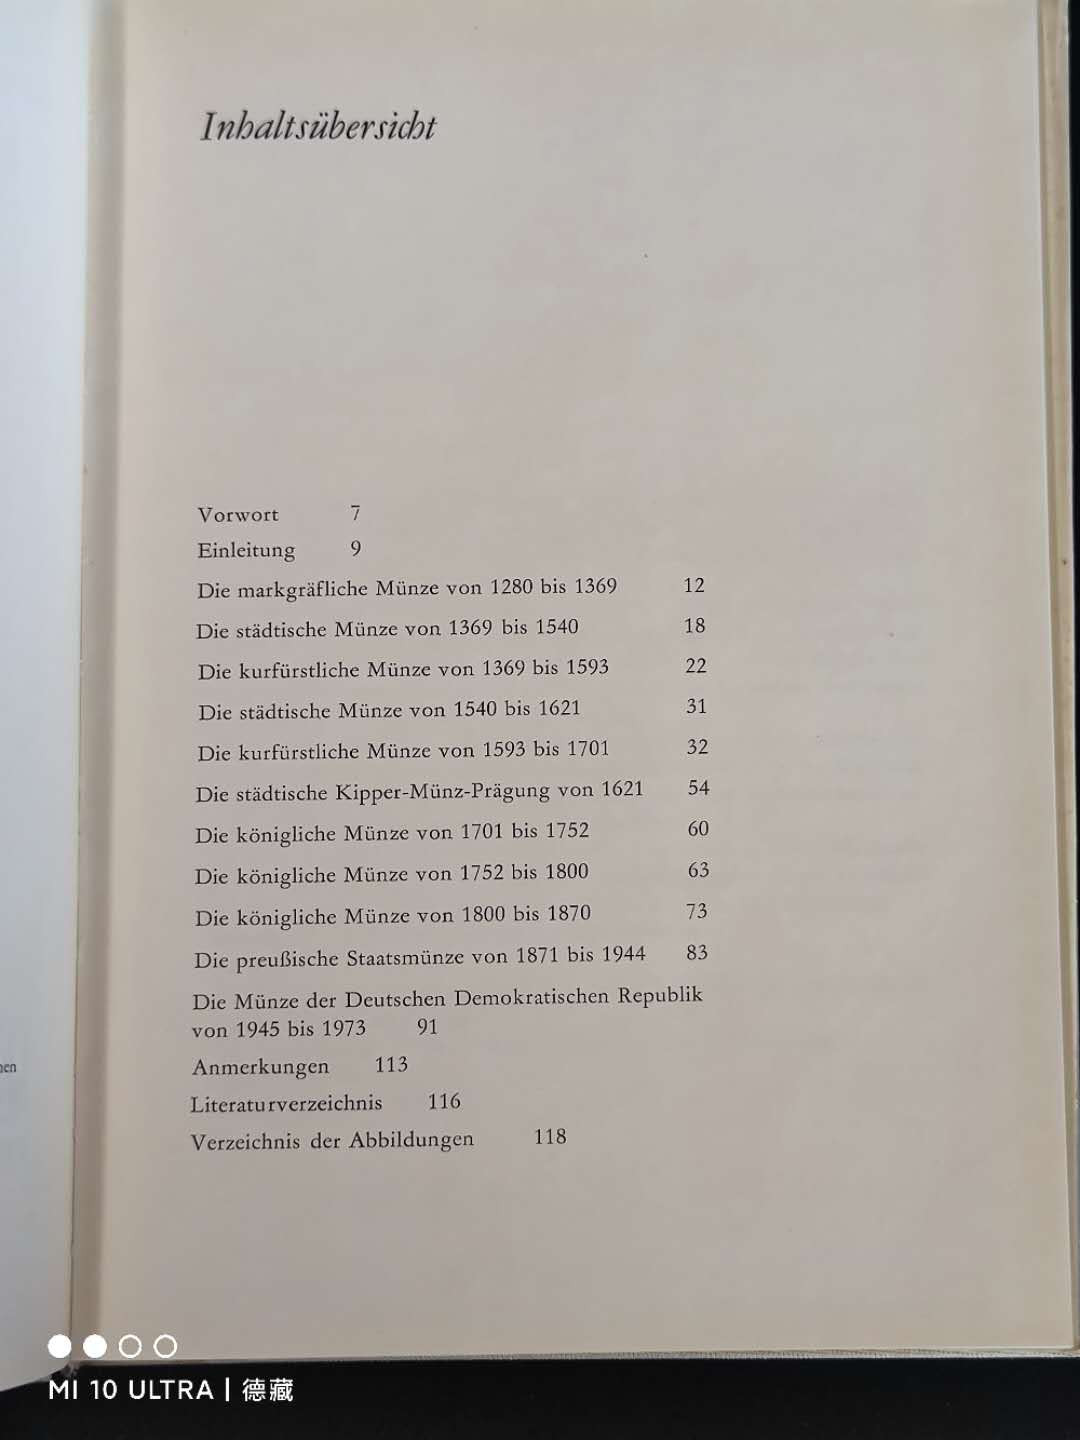 Inhaltsübersicht
Vorwort 7
Einleitung 9
Die markgräfliche Münze von 1280 bis 1369 12
Die städtische Münze von 1369 bis 1540 18
Die kurfürstliche Münze von 1369 bis 1593 22
Die städtische Münze von 1540 bis 1621 31
Die kurfürstliche Münze von 1593 bis 1701 32
Die städtische Kipper-Münz-Prägung von 1621 54
Die königliche Münze von 1701 bis 1752 60
Die königliche Münze von 1752 bis 1800 63
Die königliche Münze von 1800 bis 1870 73
Die preußische Staatsmünze von 1871 bis 1944 83
Die Münze der Deutschen Demokratischen Republik
von 1945 bis 1973 91
Anmerkungen 113
Literaturverzeichnis 116
Verzeichnis der Abbildungen 118
MI 10 ULTRA | 德藏